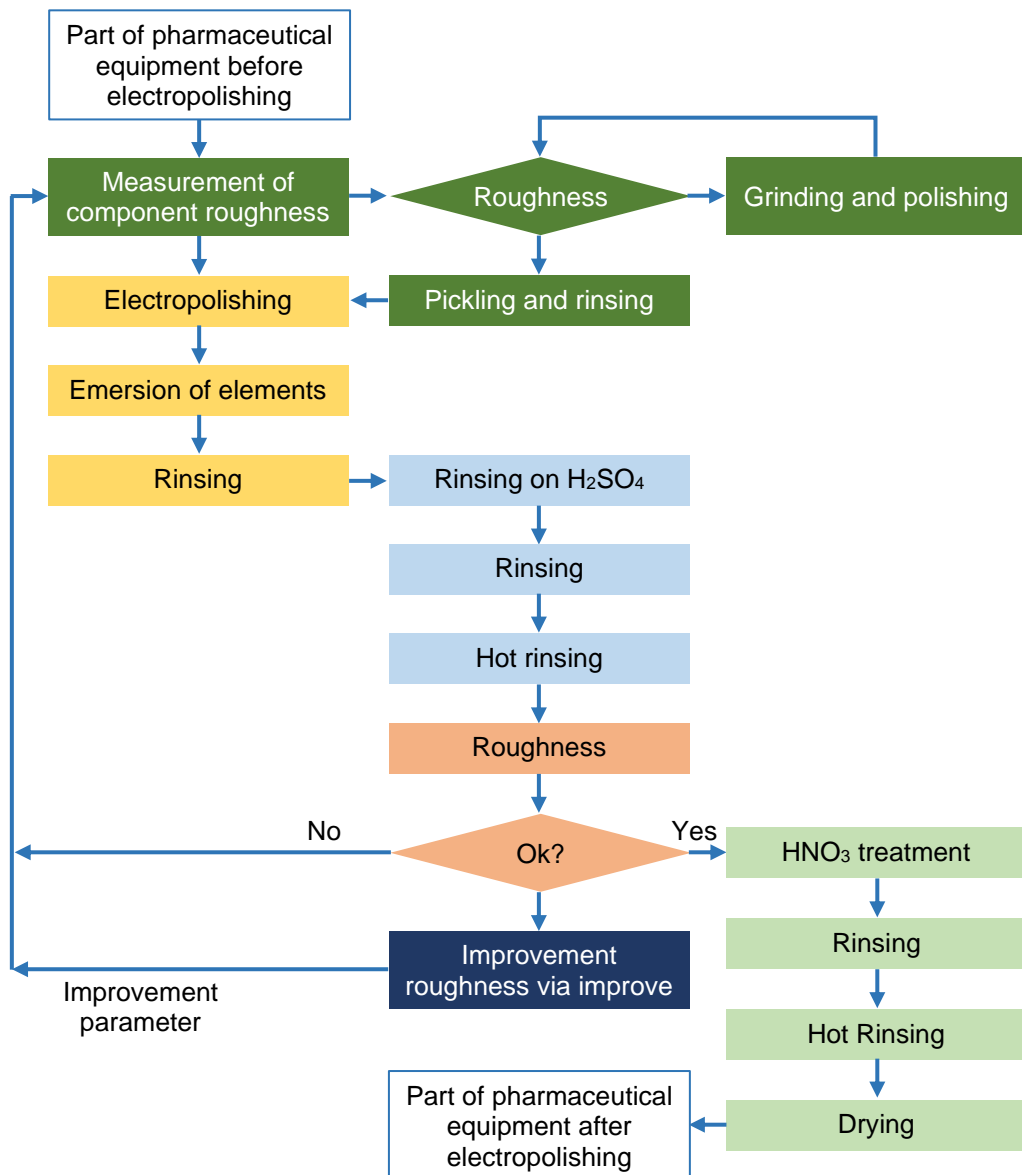 Part of pharmaceutical
equipment before
electropolishing
Measurement of
component roughness
Roughness
Grinding and polishing
Electropolishing
Pickling and rinsing
Emersion of elements
Rinsing
Rinsing on H₂SO₄
Rinsing
Hot rinsing
Roughness
No
Ok?
Yes
HNO₃ treatment
Improvement
roughness via improve
Rinsing
Improvement
parameter
Hot Rinsing
Part of pharmaceutical
equipment after
electropolishing
Drying